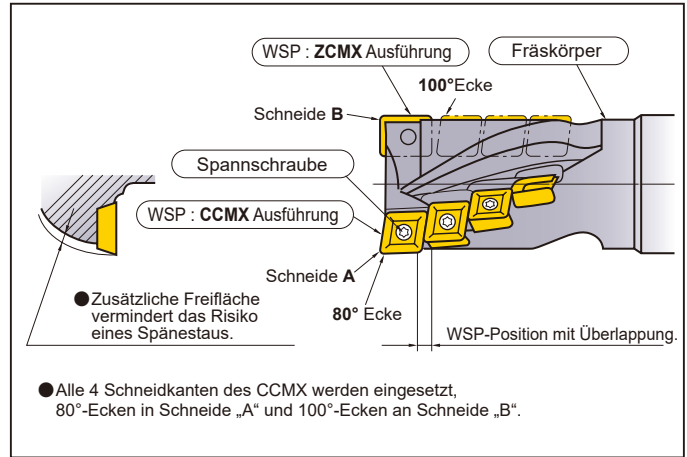 WSP : ZCMX Ausführung
Fräskörper
100°Ecke
Schneide B
Spannschraube
WSP : CCMX Ausführung
Schneide A
80° Ecke
WSP-Position mit Überlappung.
●Zusätzliche Freifläche
vermindert das Risiko
eines Spänestaus.
●Alle 4 Schneidkanten des CCMX werden eingesetzt,
80°-Ecken in Schneide „A“ und 100°-Ecken an Schneide „B“.